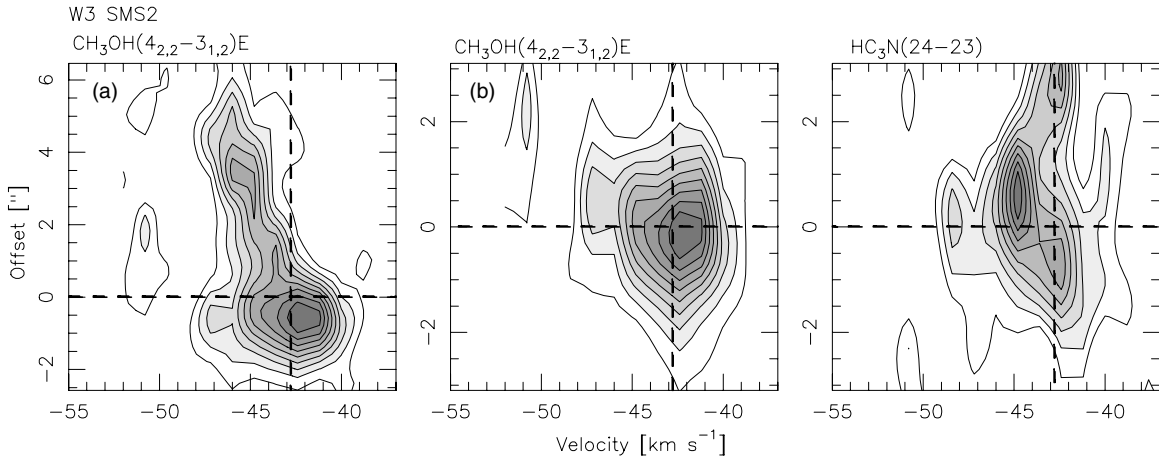 W3 SMS2
CH₃OH(4₂,₂−3₁,₂)E
CH₃OH(4₂,₂−3₁,₂)E
HC₃N(24−23)
(a)
(b)
6
4
2
0
−2
Offset ["]
2
0
−2
2
0
−2
−55 −50 −45 −40
−55 −50 −45 −40
−55 −50 −45 −40
Velocity [km s⁻¹]